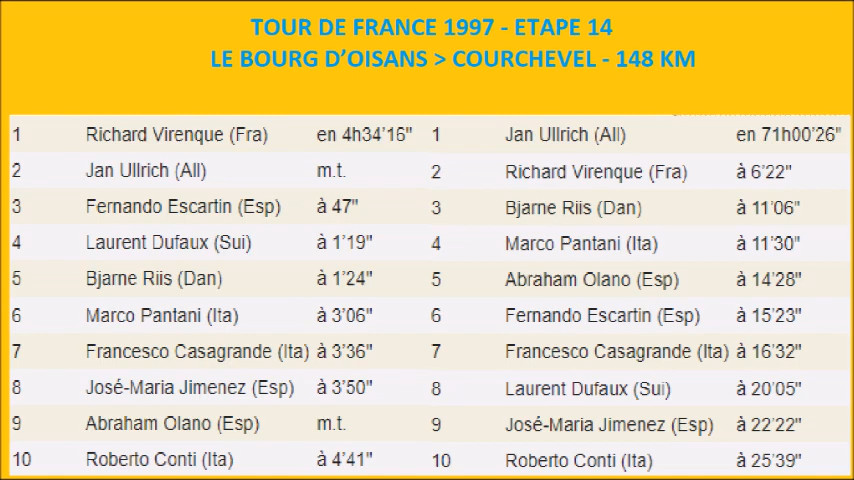 TOUR DE FRANCE 1997 - ETAPE 14
LE BOURG D’OISANS > COURCHEVEL - 148 KM
1 Richard Virenque (Fra) en 4h34’16" 1 Jan Ullrich (All) en 71h00’26"
2 Jan Ullrich (All) m.t. 2 Richard Virenque (Fra) à 6’22"
3 Fernando Escartin (Esp) à 47" 3 Bjarne Riis (Dan) à 11’06"
4 Laurent Dufaux (Sui) à 1’19" 4 Marco Pantani (Ita) à 11’30"
5 Bjarne Riis (Dan) à 1’24" 5 Abraham Olano (Esp) à 14’28"
6 Marco Pantani (Ita) à 3’06" 6 Fernando Escartin (Esp) à 15’23"
7 Francesco Casagrande (Ita) à 3’36" 7 Francesco Casagrande (Ita) à 16’32"
8 José-Maria Jimenez (Esp) à 3’50" 8 Laurent Dufaux (Sui) à 20’05"
9 Abraham Olano (Esp) m.t. 9 José-Maria Jimenez (Esp) à 22’22"
10 Roberto Conti (Ita) à 4’41" 10 Roberto Conti (Ita) à 25’39"